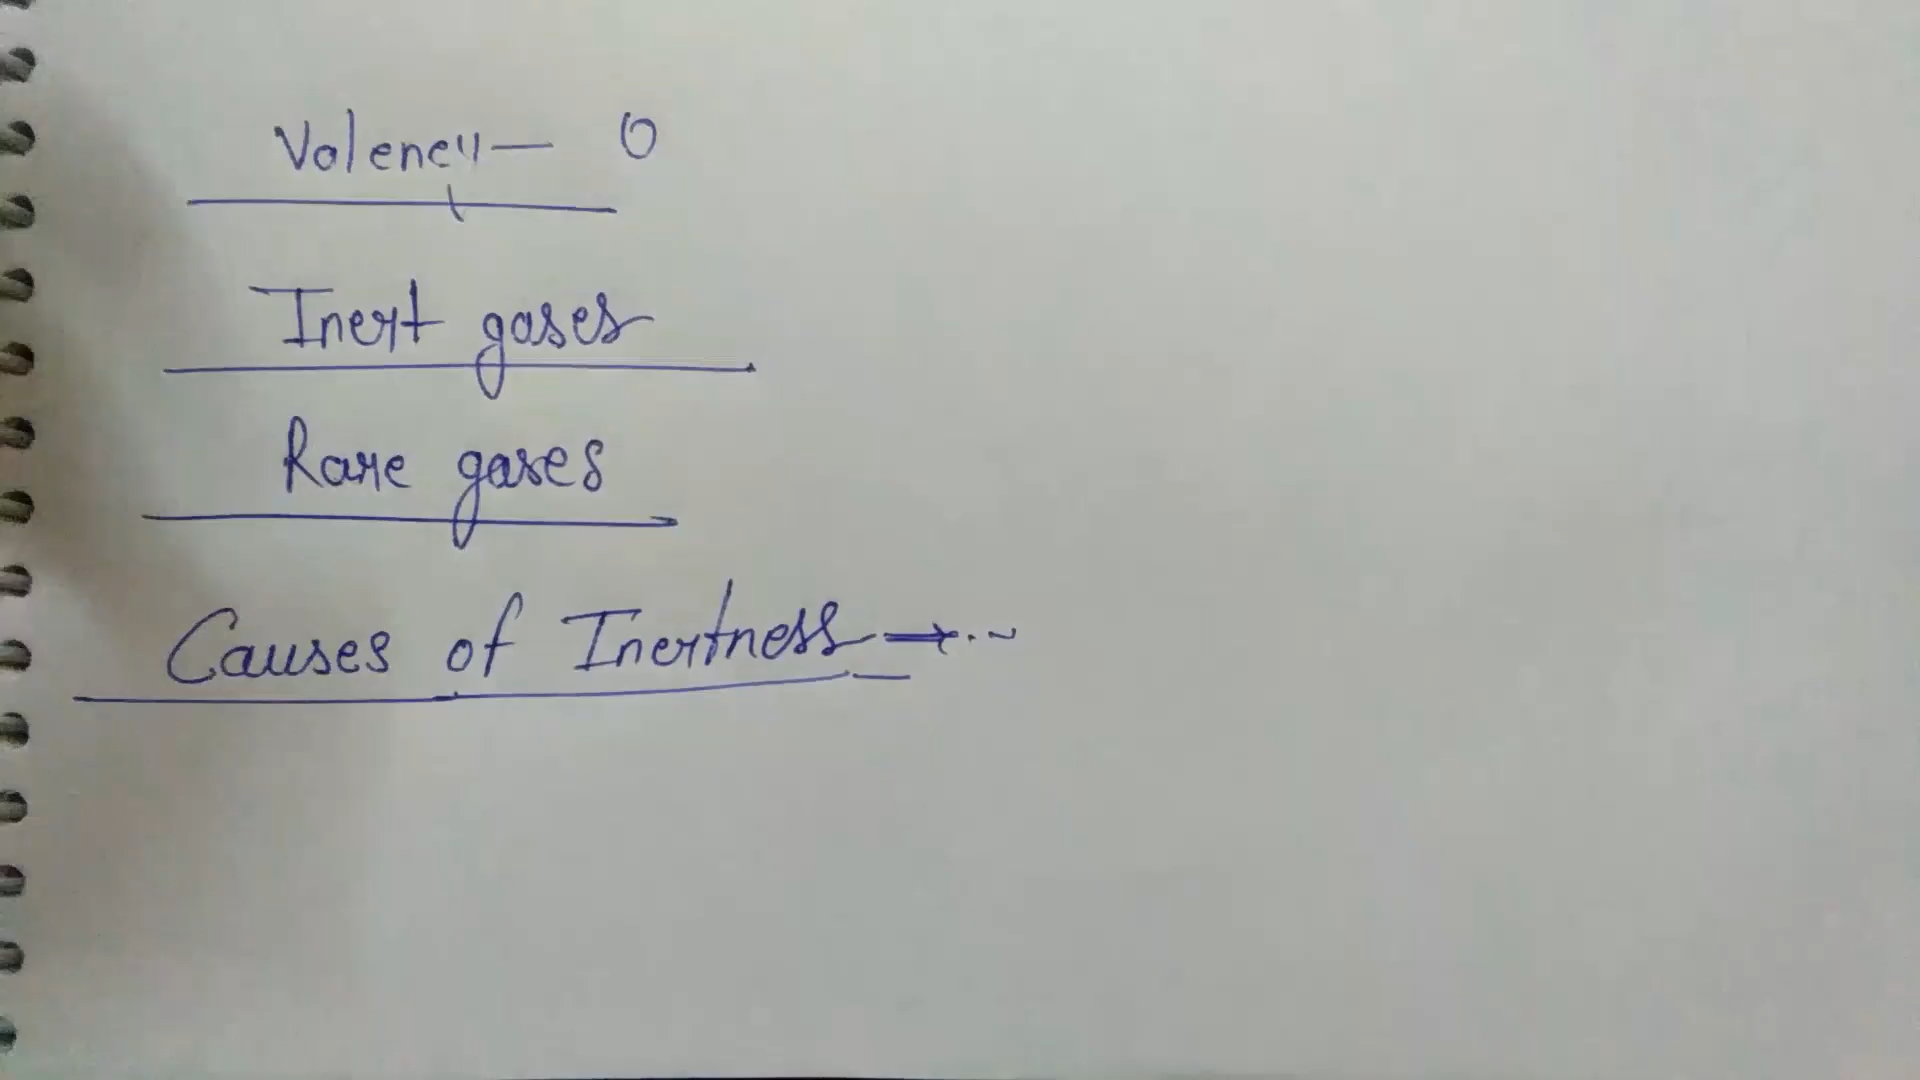 Valency — 0
Inert gases
Rare gases
Causes of Inertness →..